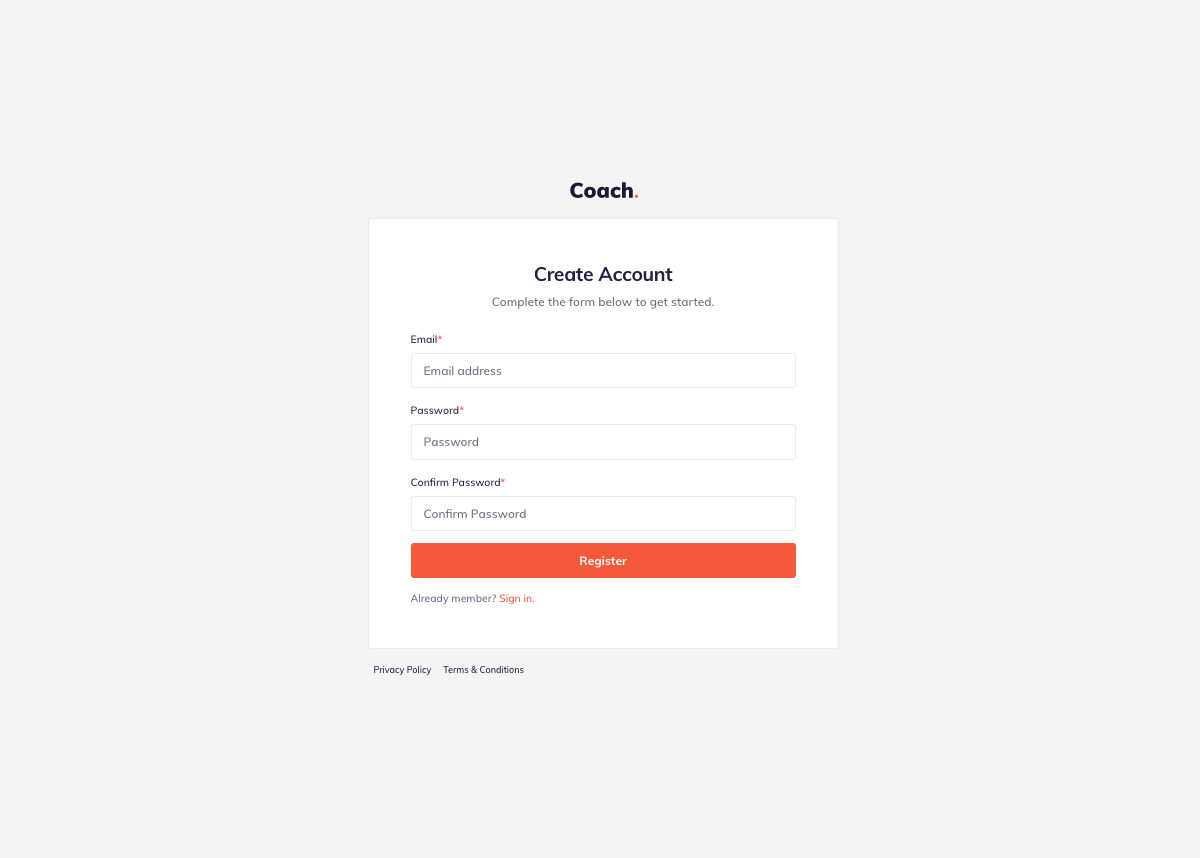 Coach.
Create Account
Complete the form below to get started.
Email*
Email address
Password*
Password
Confirm Password*
Confirm Password
Register
Already member? Sign in.
Privacy Policy Terms & Conditions